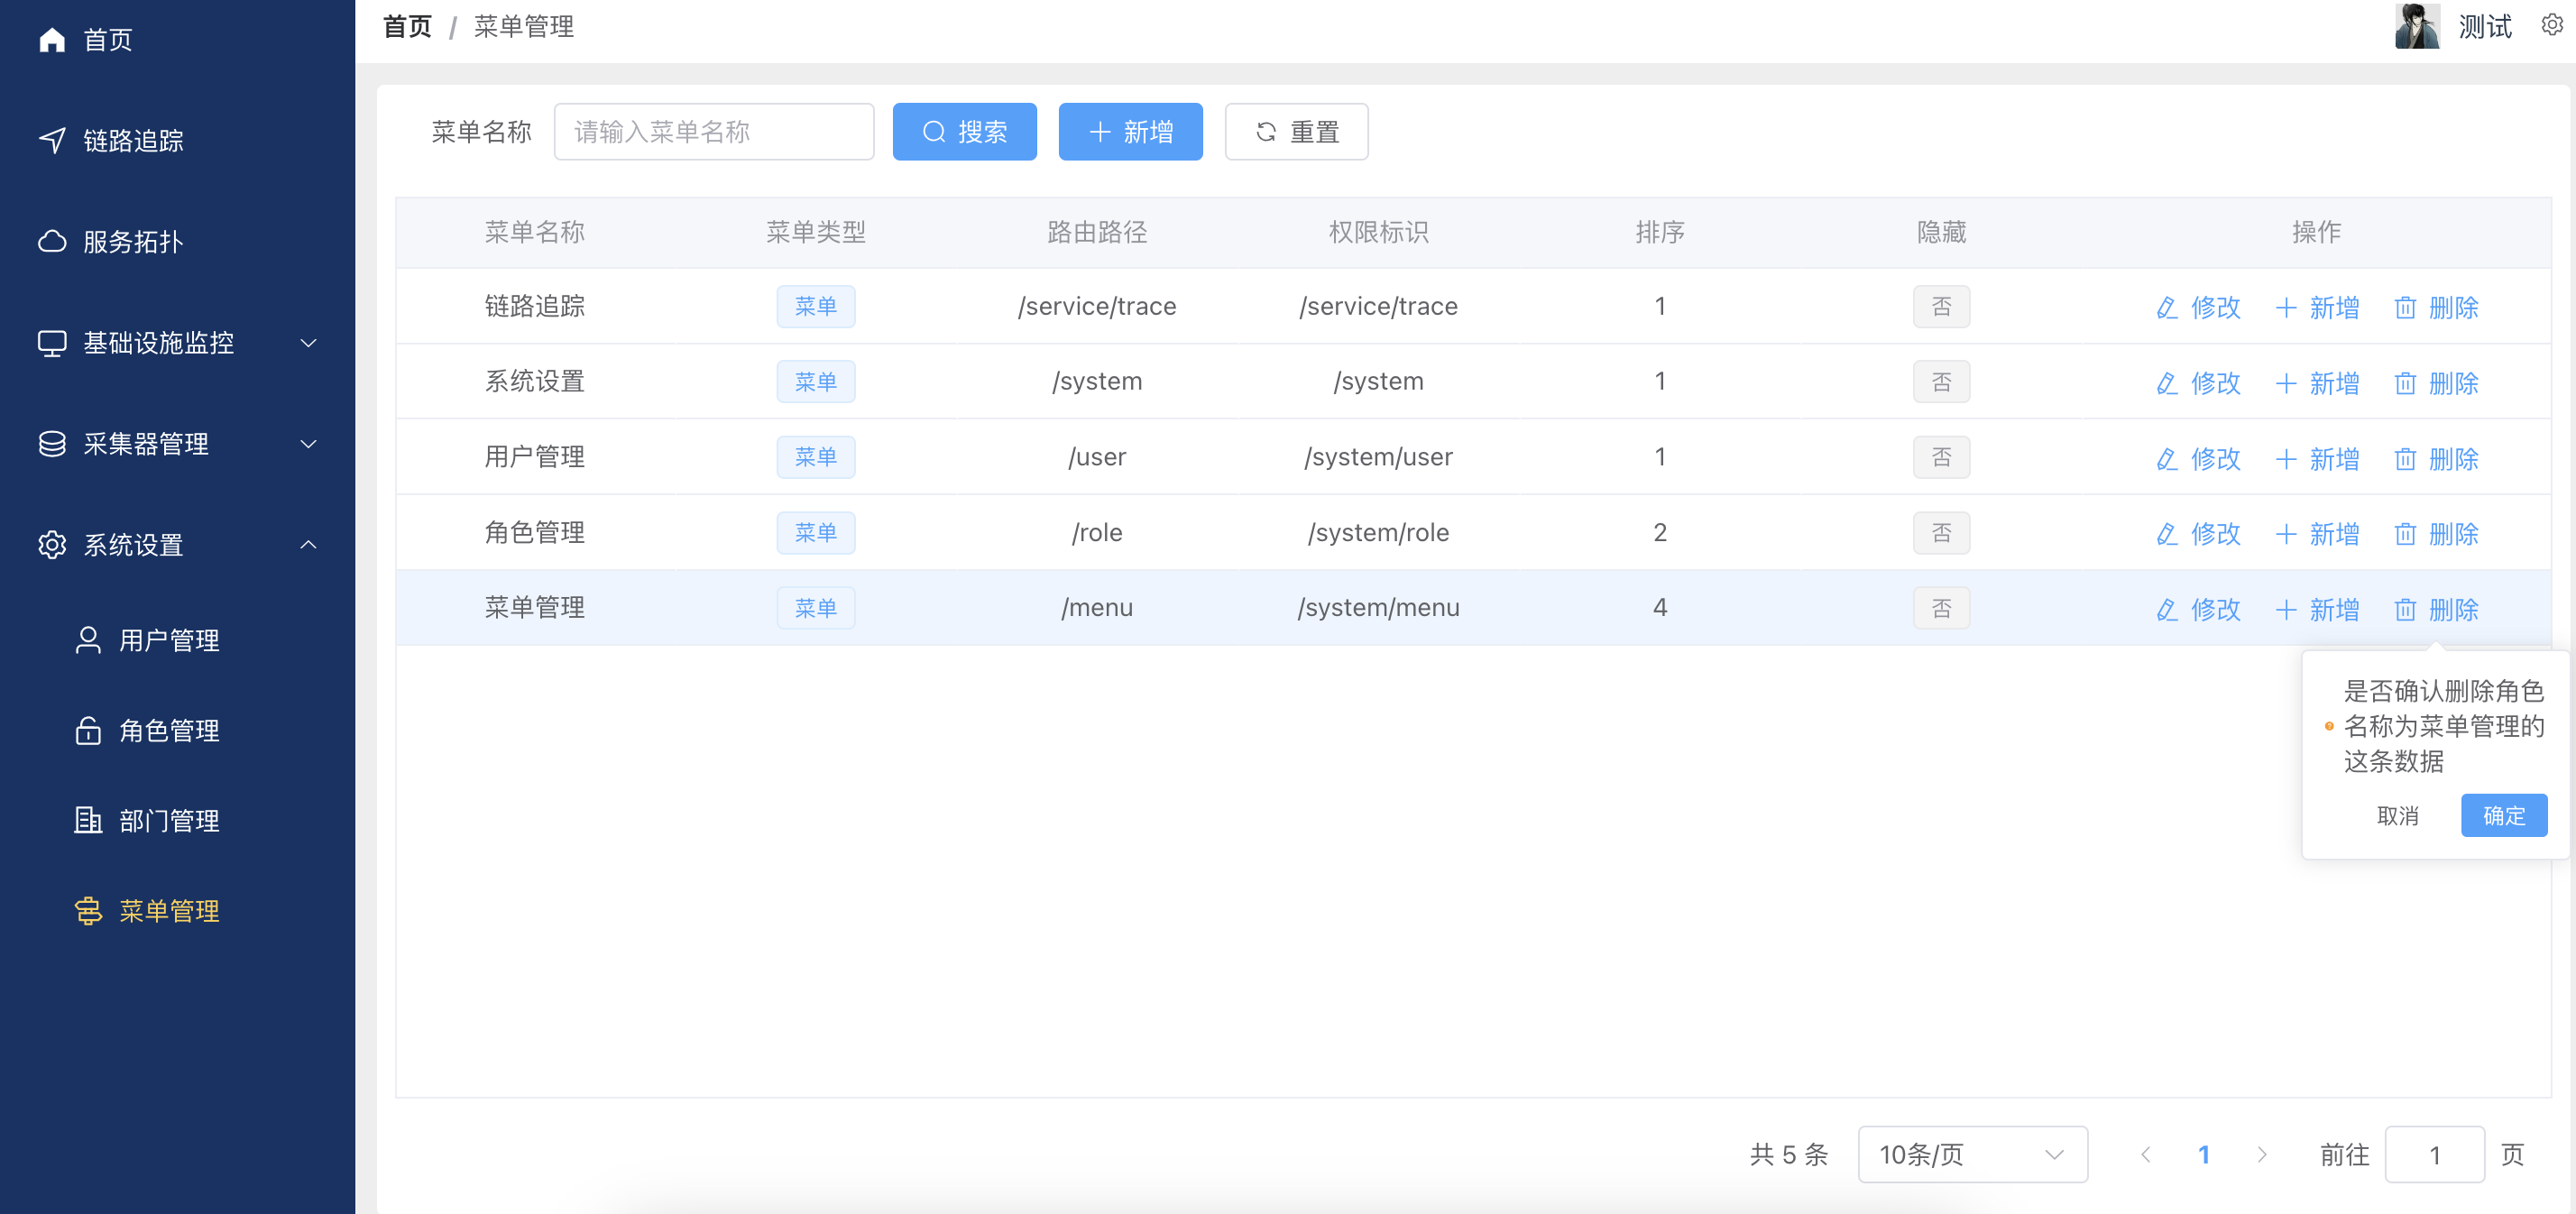 首页
链路追踪
服务拓扑
基础设施监控
采集器管理
系统设置
用户管理
角色管理
部门管理
菜单管理
首页 / 菜单管理
测试
菜单名称 请输入菜单名称 搜索 新增 重置
菜单名称 菜单类型 路由路径 权限标识 排序 隐藏 操作
链路追踪 菜单 /service/trace /service/trace 1 否 修改 新增 删除
系统设置 菜单 /system /system 1 否 修改 新增 删除
用户管理 菜单 /user /system/user 1 否 修改 新增 删除
角色管理 菜单 /role /system/role 2 否 修改 新增 删除
菜单管理 菜单 /menu /system/menu 4 否 修改 新增 删除
是否确认删除角色
名称为菜单管理的
这条数据
取消 确定
共 5 条 10条/页 1 前往 1 页